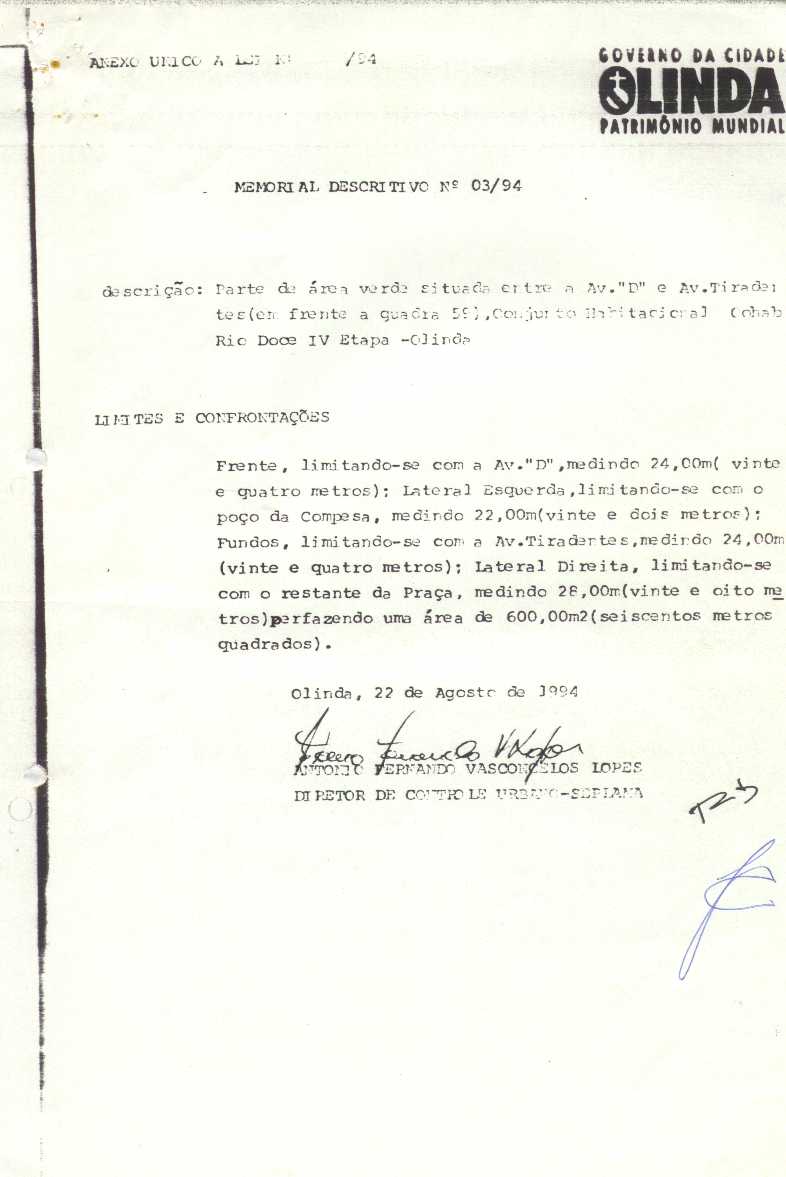 ANEXO UNICO A LEI Nº /94
GOVERNO DA CIDADE
OLINDA
PATRIMÔNIO MUNDIAL
MEMORIAL DESCRITIVO Nº 03/94
descrição: Parte de área verde situada entre a Av."D" e Av.Tiraden
tes(em frente a quadra 59),Conjunto Habitacional Cohab
Rio Doce IV Etapa -Olinda
LIMITES E CONFRONTAÇÕES
Frente, limitando-se com a Av."D",medindo 24,00m( vinte
e quatro metros); Lateral Esquerda,limitando-se com o
poço da Compesa, medindo 22,00m(vinte e dois metros);
Fundos, limitando-se com a Av.Tiradentes,medindo 24,00m
(vinte e quatro metros); Lateral Direita, limitando-se
com o restante da Praça, medindo 28,00m(vinte e oito me
tros)perfazendo uma área de 600,00m2(seiscentos metros
quadrados).
Olinda, 22 de Agosto de 1994
ANTONIO FERNANDO VASCONCELOS LOPES
DIRETOR DE CONTROLE URBANO-SEPLAMA